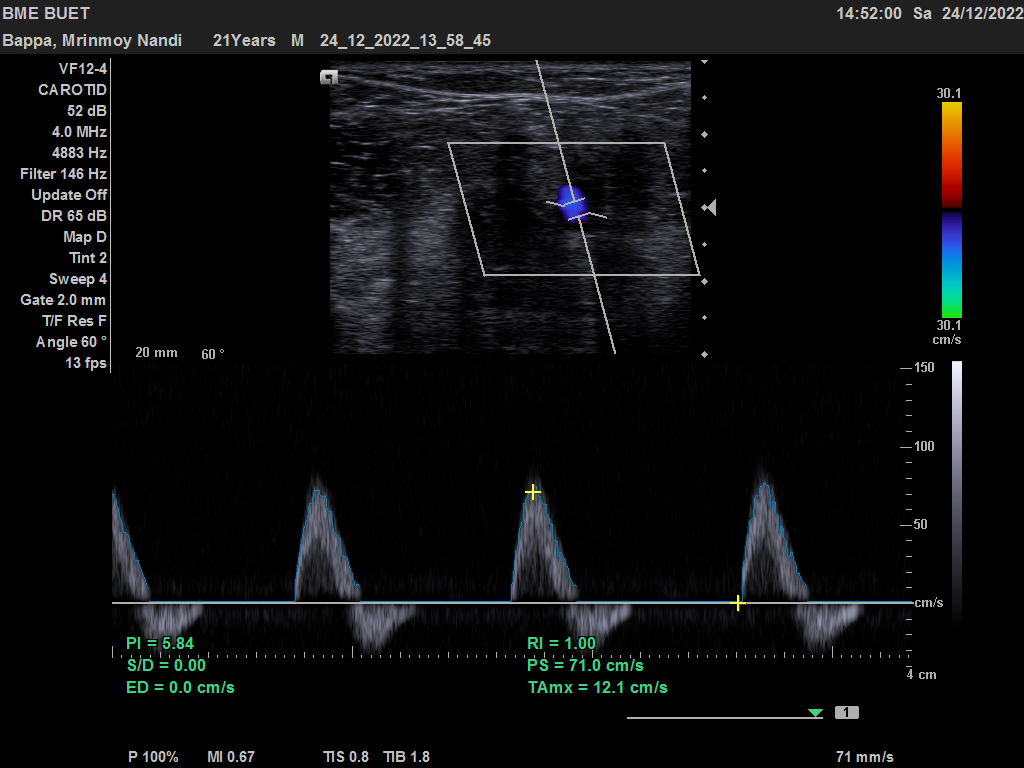 BME BUET 14:52:00 Sa 24/12/2022
Bappa, Mrinmoy Nandi 21Years M 24_12_2022_13_58_45
VF12-4
CAROTID
52 dB
4.0 MHz
4883 Hz
Filter 146 Hz
Update Off
DR 65 dB
Map D
Tint 2
Sweep 4
Gate 2.0 mm
T/F Res F
Angle 60 °
13 fps
20 mm 60 °
30.1
30.1
cm/s
150
100
50
cm/s
4 cm
PI = 5.84 RI = 1.00
S/D = 0.00 PS = 71.0 cm/s
ED = 0.0 cm/s TAmx = 12.1 cm/s
1
P 100% MI 0.67 TIS 0.8 TIB 1.8 71 mm/s